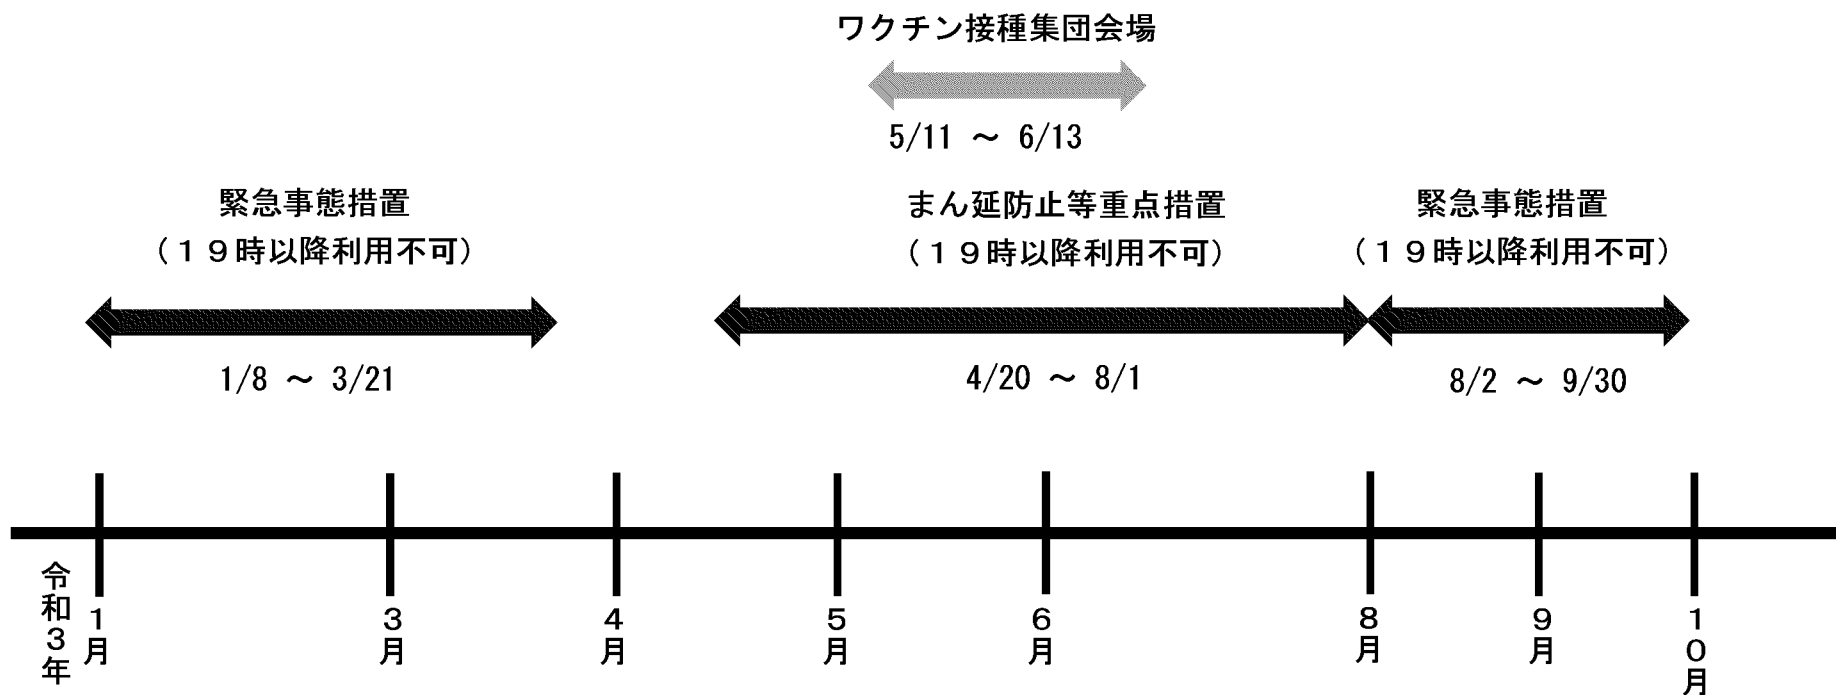 ワクチン接種集団会場
5/11 ～ 6/13
緊急事態措置
（１９時以降利用不可）
1/8 ～ 3/21
まん延防止等重点措置
（１９時以降利用不可）
4/20 ～ 8/1
緊急事態措置
（１９時以降利用不可）
8/2 ～ 9/30
令和３年
１月
３月
４月
５月
６月
８月
９月
１０月